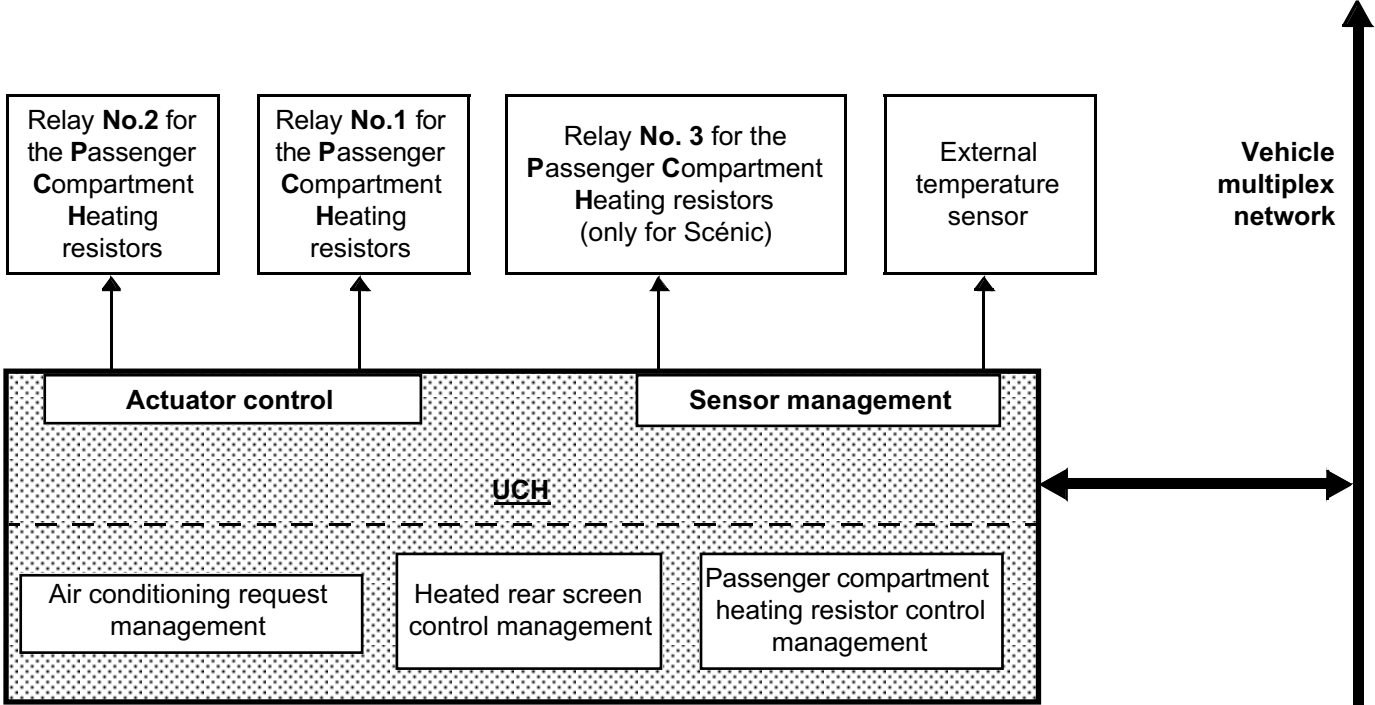 Relay No.2 for
the Passenger
Compartment
Heating
resistors
Relay No.1 for
the Passenger
Compartment
Heating
resistors
Relay No. 3 for the
Passenger Compartment
Heating resistors
(only for Scénic)
External
temperature
sensor
Vehicle
multiplex
network
Actuator control
Sensor management
UCH
Air conditioning request
management
Heated rear screen
control management
Passenger compartment
heating resistor control
management